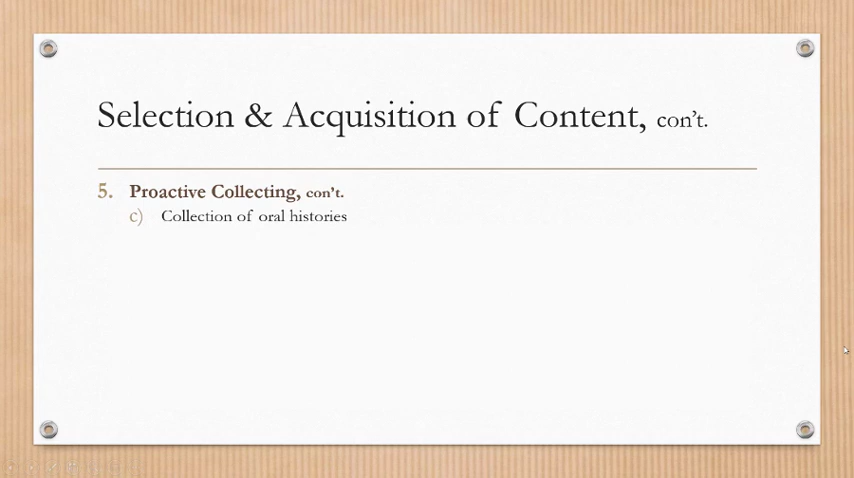 Selection & Acquisition of Content, con't.
5. Proactive Collecting, con't.
c) Collection of oral histories